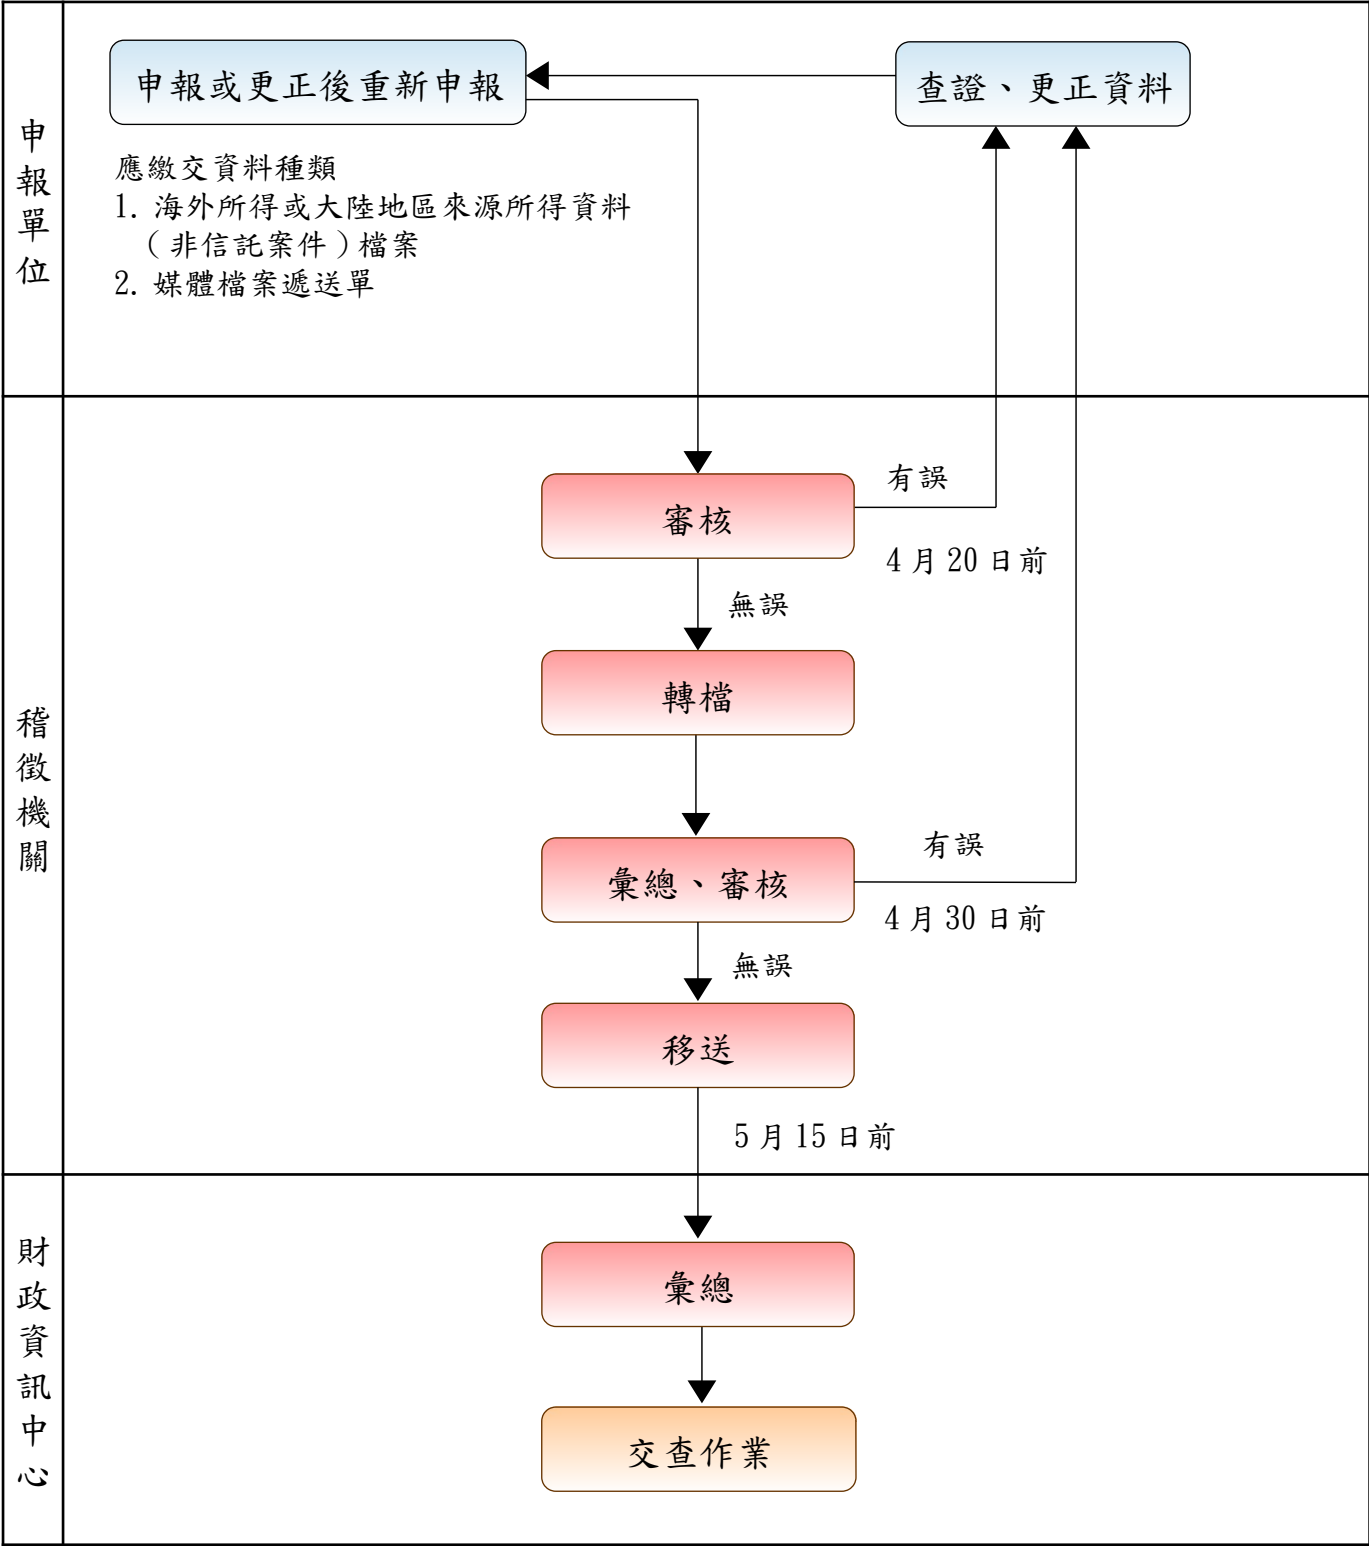 申報單位
申報或更正後重新申報
查證、更正資料
應繳交資料種類
1. 海外所得或大陸地區來源所得資料
（非信託案件）檔案
2. 媒體檔案遞送單
稽徵機關
審核
有誤
4月20日前
無誤
轉檔
彙總、審核
有誤
4月30日前
無誤
移送
5月15日前
財政資訊中心
彙總
交查作業